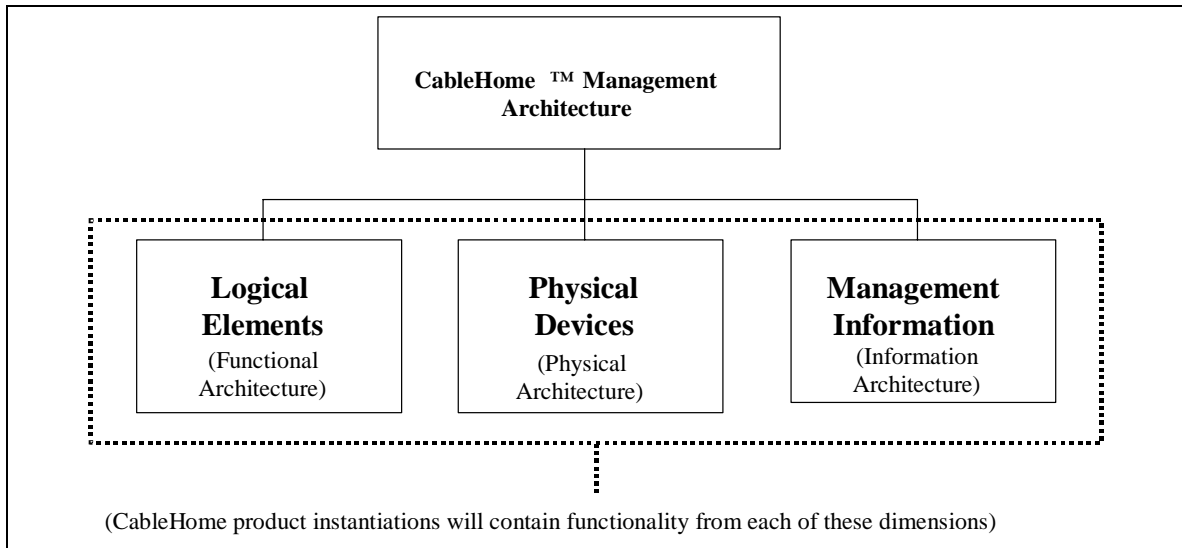 CableHome ™ Management
Architecture
Logical
Elements
(Functional
Architecture)
Physical
Devices
(Physical
Architecture)
Management
Information
(Information
Architecture)
(CableHome product instantiations will contain functionality from each of these dimensions)